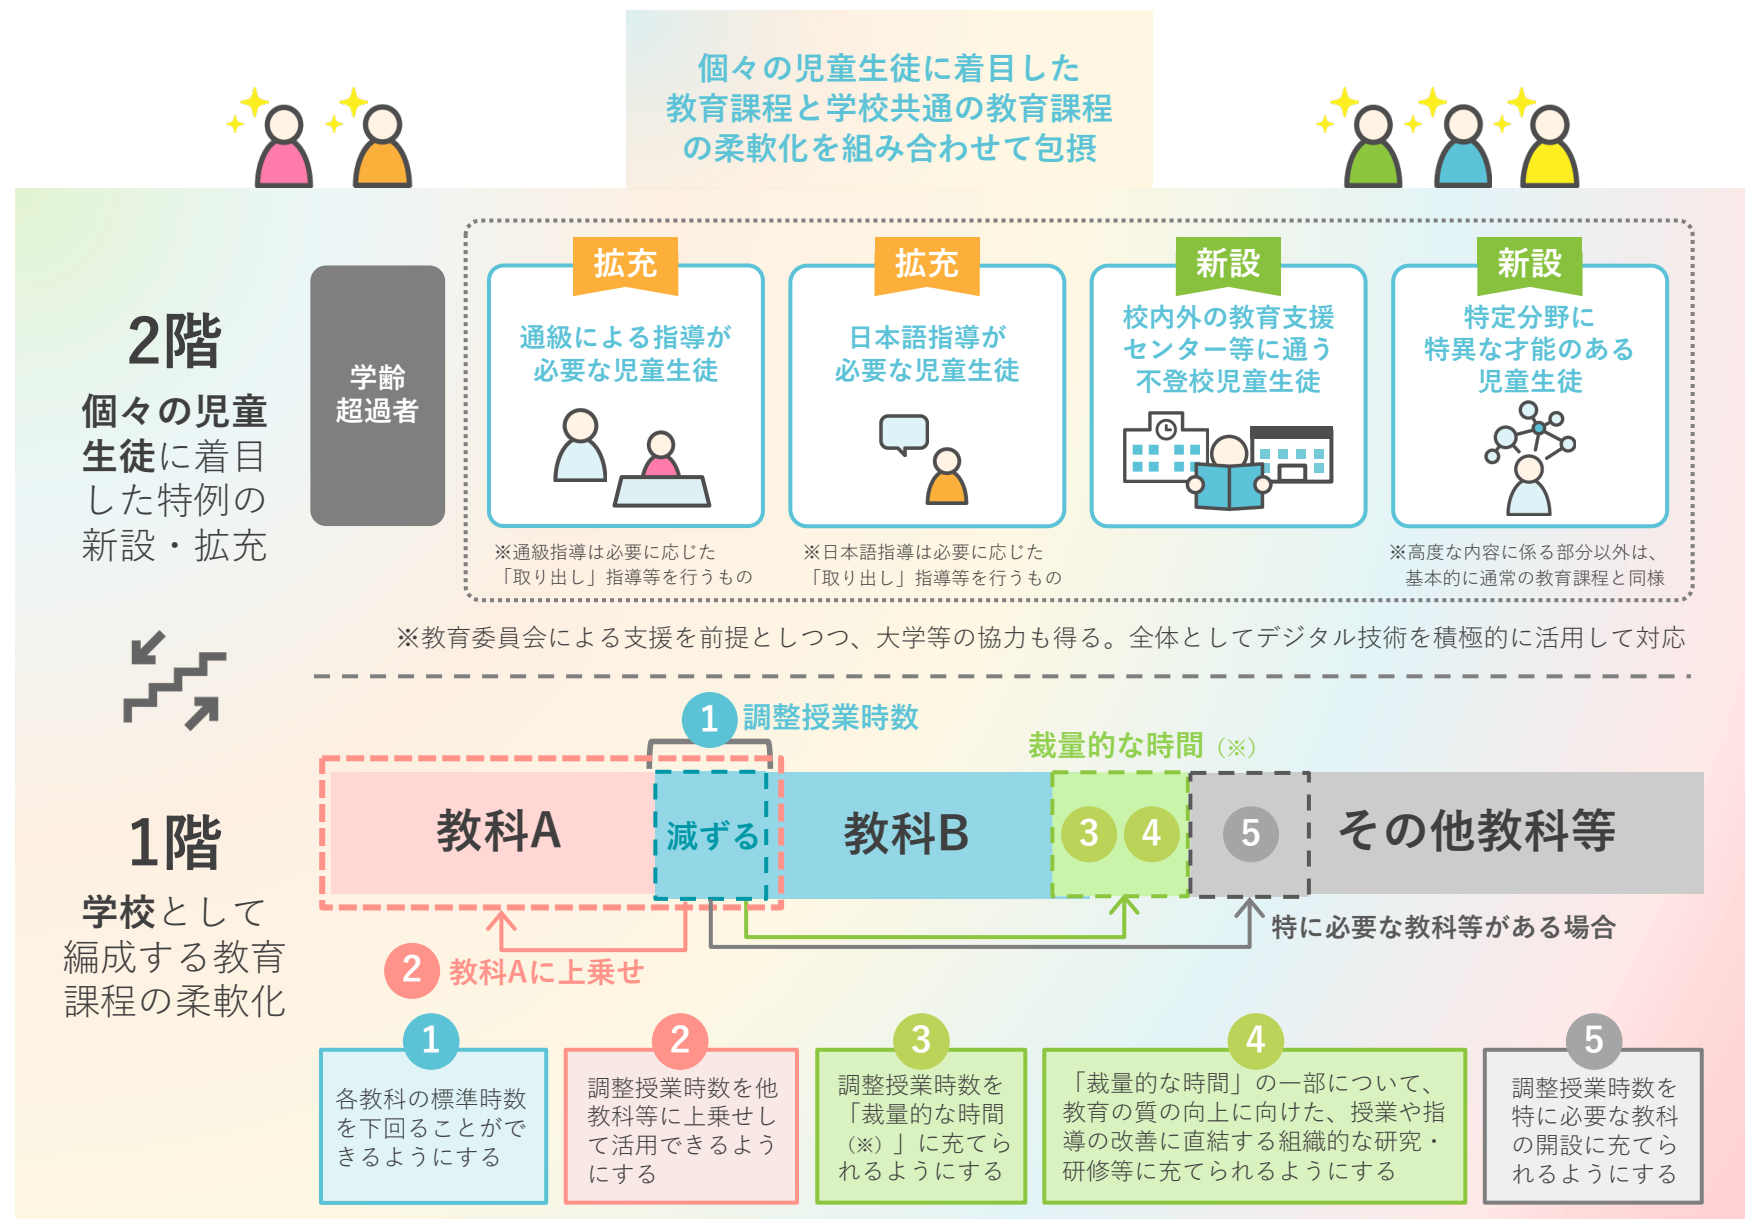 個々の児童生徒に着目した
教育課程と学校共通の教育課程
の柔軟化を組み合わせて包摂
2階
個々の児童
生徒に着目
した特例の
新設・拡充
学齢
超過者
拡充
通級による指導が
必要な児童生徒
※通級指導は必要に応じた
「取り出し」指導等を行うもの
拡充
日本語指導が
必要な児童生徒
※日本語指導は必要に応じた
「取り出し」指導等を行うもの
新設
校内外の教育支援
センター等に通う
不登校児童生徒
新設
特定分野に
特異な才能のある
児童生徒
※高度な内容に係る部分以外は、
基本的に通常の教育課程と同様
※教育委員会による支援を前提としつつ、大学等の協力も得る。全体としてデジタル技術を積極的に活用して対応
1階
学校として
編成する教育
課程の柔軟化
1 調整授業時数
裁量的な時間（※）
教科A
減ずる
教科B
3 4
5
その他教科等
特に必要な教科等がある場合
2 教科Aに上乗せ
1
各教科の標準時数
を下回ることがで
きるようにする
2
調整授業時数を他
教科等に上乗せし
て活用できるよう
にする
3
調整授業時数を
「裁量的な時間
（※）」に充てら
れるようにする
4
「裁量的な時間」の一部について、
教育の質の向上に向けた、授業や指
導の改善に直結する組織的な研究・
研修等に充てられるようにする
5
調整授業時数を
特に必要な教科
の開設に充てら
れるようにする